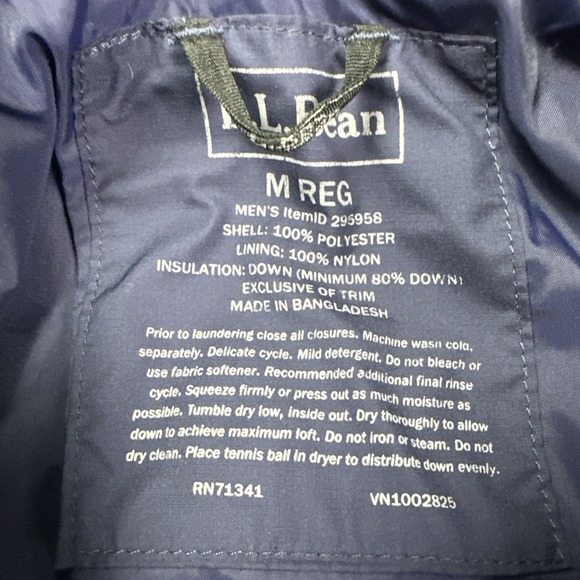 L.L.Bean
M REG
MEN'S ItemID 295958
SHELL: 100% POLYESTER
LINING: 100% NYLON
INSULATION: DOWN (MINIMUM 80% DOWN)
EXCLUSIVE OF TRIM
MADE IN BANGLADESH
Prior to laundering close all closures. Machine wash cold,
separately. Delicate cycle. Mild detergent. Do not bleach or
use fabric softener. Recommended additional final rinse
cycle. Squeeze firmly or press out as much moisture as
possible. Tumble dry low, inside out. Dry thoroughly to allow
down to achieve maximum loft. Do not iron or steam. Do not
dry clean. Place tennis ball in dryer to distribute down evenly.
RN71341 VN1002825